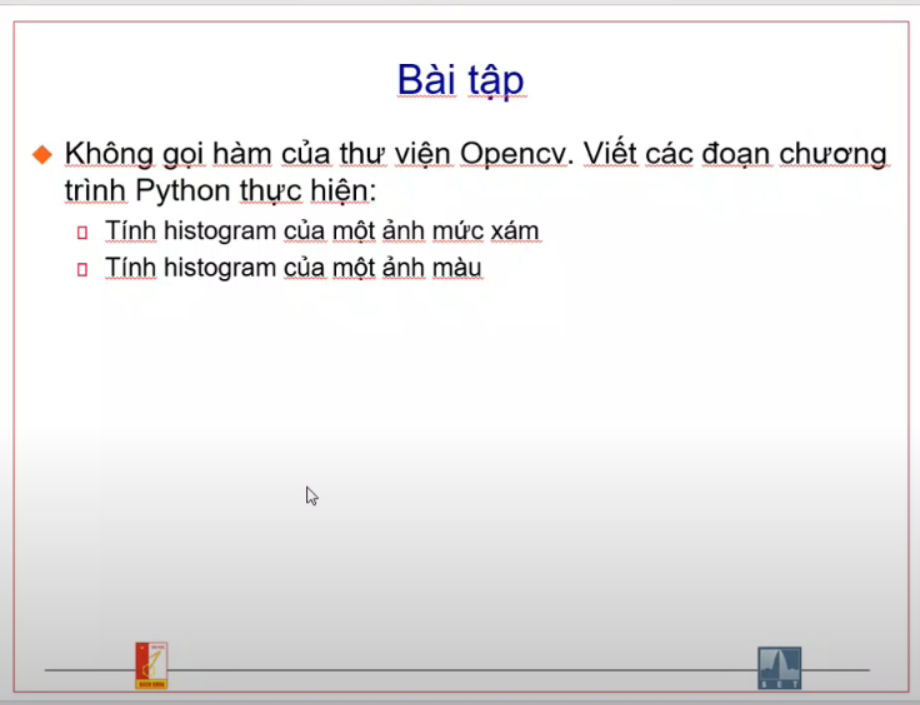 Bài tập
Không gọi hàm của thư viện Opencv. Viết các đoạn chương
trình Python thực hiện:
Tính histogram của một ảnh mức xám
Tính histogram của một ảnh màu
S E T